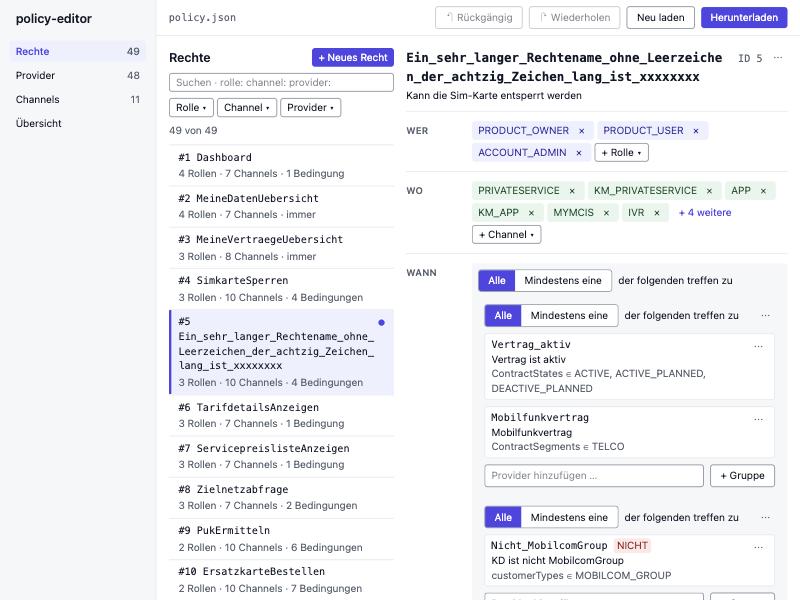 policy-editor
Rechte 49
Provider 48
Channels 11
Übersicht
policy.json
Rückgängig
Wiederholen
Neu laden
Herunterladen
Rechte
+ Neues Recht
Suchen · rolle: channel: provider:
Rolle ▾
Channel ▾
Provider ▾
49 von 49
#1 Dashboard
4 Rollen · 7 Channels · 1 Bedingung
#2 MeineDatenUebersicht
4 Rollen · 7 Channels · immer
#3 MeineVertraegeUebersicht
3 Rollen · 8 Channels · immer
#4 SimkarteSperren
3 Rollen · 10 Channels · 4 Bedingungen
#5
Ein_sehr_langer_Rechtename_ohne_
Leerzeichen_der_achtzig_Zeichen_
lang_ist_xxxxxxxx
3 Rollen · 10 Channels · 4 Bedingungen
#6 TarifdetailsAnzeigen
3 Rollen · 7 Channels · 1 Bedingung
#7 ServicepreislisteAnzeigen
3 Rollen · 7 Channels · 1 Bedingung
#8 Zielnetzabfrage
3 Rollen · 7 Channels · 2 Bedingungen
#9 PukErmitteln
2 Rollen · 10 Channels · 6 Bedingungen
#10 ErsatzkarteBestellen
2 Rollen · 10 Channels · 7 Bedingungen
Ein_sehr_langer_Rechtename_ohne_Leerzeiche
n_der_achtzig_Zeichen_lang_ist_xxxxxxxx
ID 5 ...
Kann die Sim-Karte entsperrt werden
WER
PRODUCT_OWNER × PRODUCT_USER ×
ACCOUNT_ADMIN × + Rolle ▾
WO
PRIVATESERVICE × KM_PRIVATESERVICE × APP ×
KM_APP × MYMCIS × IVR × + 4 weitere
+ Channel ▾
WANN
Alle Mindestens eine der folgenden treffen zu
Alle Mindestens eine der folgenden treffen zu ...
Vertrag_aktiv ...
Vertrag ist aktiv
ContractStates ∈ ACTIVE, ACTIVE_PLANNED,
DEACTIVE_PLANNED
Mobilfunkvertrag ...
Mobilfunkvertrag
ContractSegments ∈ TELCO
Provider hinzufügen ... + Gruppe
Alle Mindestens eine der folgenden treffen zu ...
Nicht_MobilcomGroup NICHT ...
KD ist nicht MobilcomGroup
customerTypes ∈ MOBILCOM_GROUP